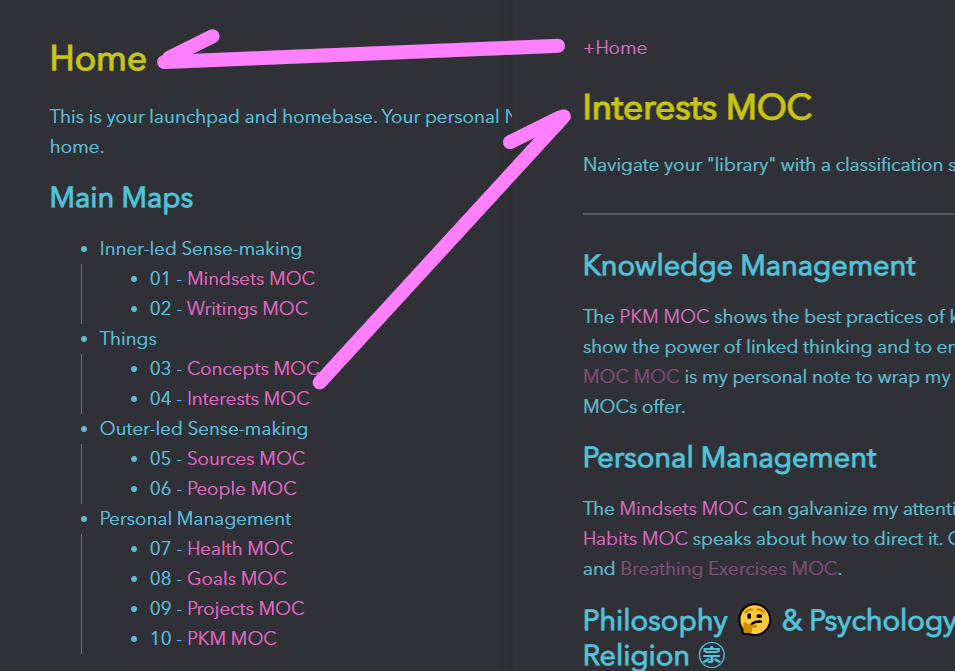 Home
This is your launchpad and homebase. Your personal
home.
Main Maps
Inner-led Sense-making
01 - Mindsets MOC
02 - Writings MOC
Things
03 - Concepts MOC
04 - Interests MOC
Outer-led Sense-making
05 - Sources MOC
06 - People MOC
Personal Management
07 - Health MOC
08 - Goals MOC
09 - Projects MOC
10 - PKM MOC
+Home
Interests MOC
Navigate your "library" with a classification
Knowledge Management
The PKM MOC shows the best practices of
show the power of linked thinking and to
MOC MOC is my personal note to wrap my
MOCs offer.
Personal Management
The Mindsets MOC can galvanize my
Habits MOC speaks about how to direct it.
and Breathing Exercises MOC.
Philosophy 🤔 & Psychology
Religion ㊪